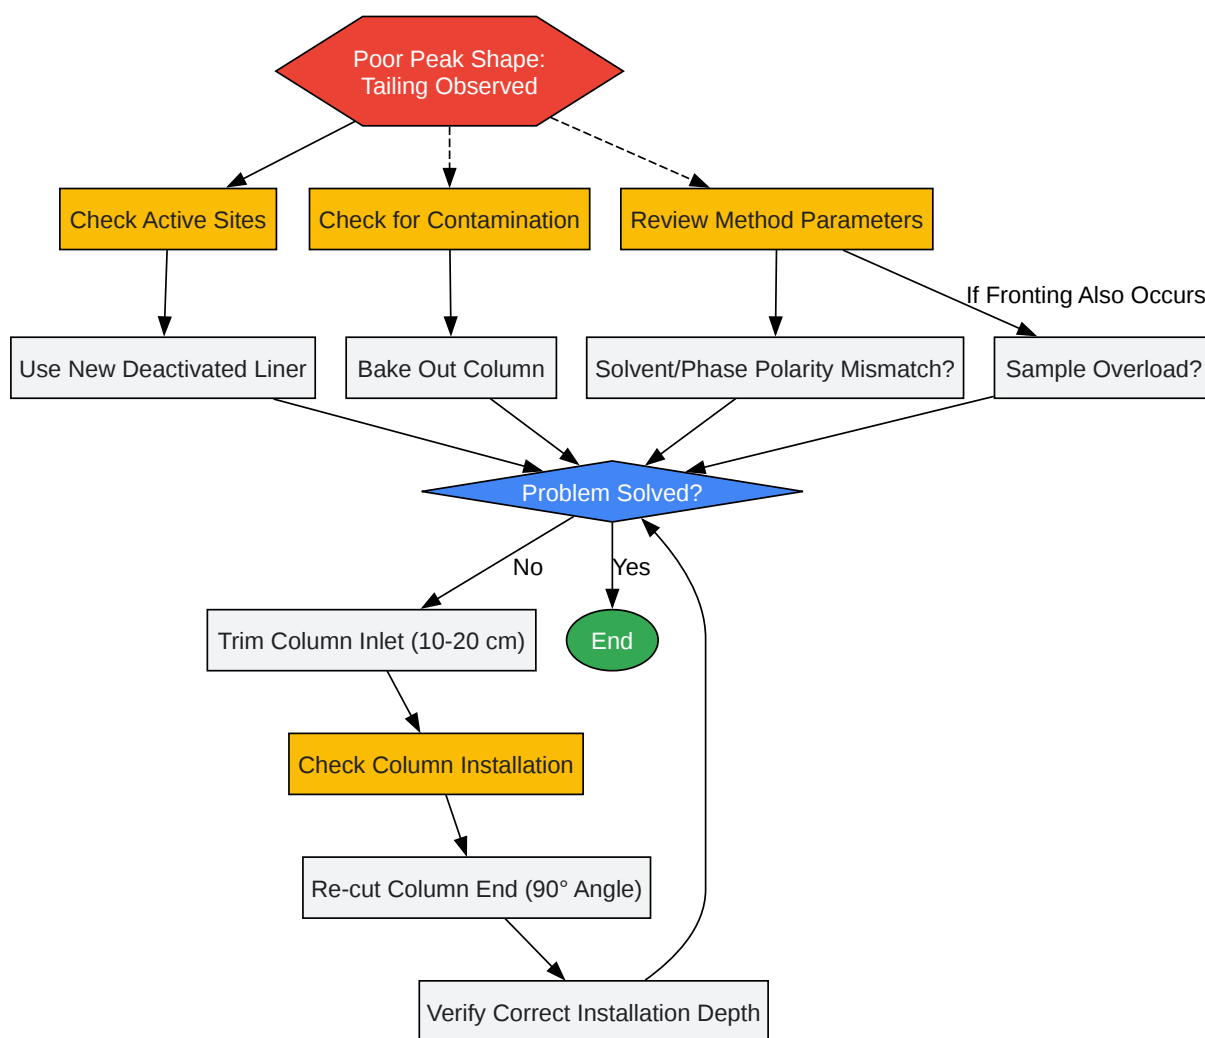 Poor Peak Shape:
Tailing Observed
Check Active Sites
Check for Contamination
Review Method Parameters
If Fronting Also Occurs
Use New Deactivated Liner
Bake Out Column
Solvent/Phase Polarity Mismatch?
Sample Overload?
Problem Solved?
No
Yes
Trim Column Inlet (10-20 cm)
End
Check Column Installation
Re-cut Column End (90° Angle)
Verify Correct Installation Depth